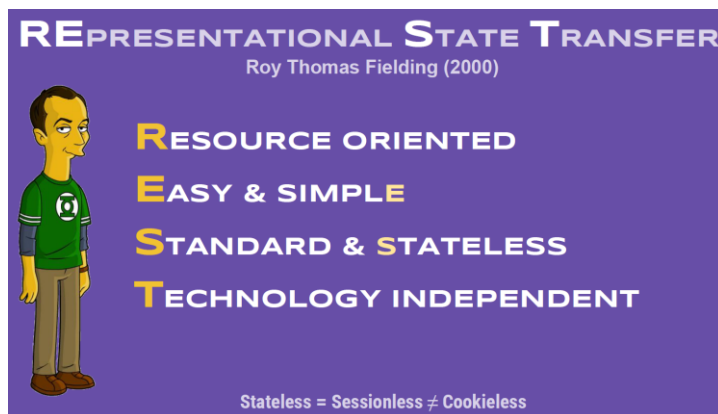 REPRESENTATIONAL STATE TRANSFER
Roy Thomas Fielding (2000)
RESOURCE ORIENTED
EASY & SIMPLE
STANDARD & STATELESS
TECHNOLOGY INDEPENDENT
Stateless = Sessionless ≠ Cookieless